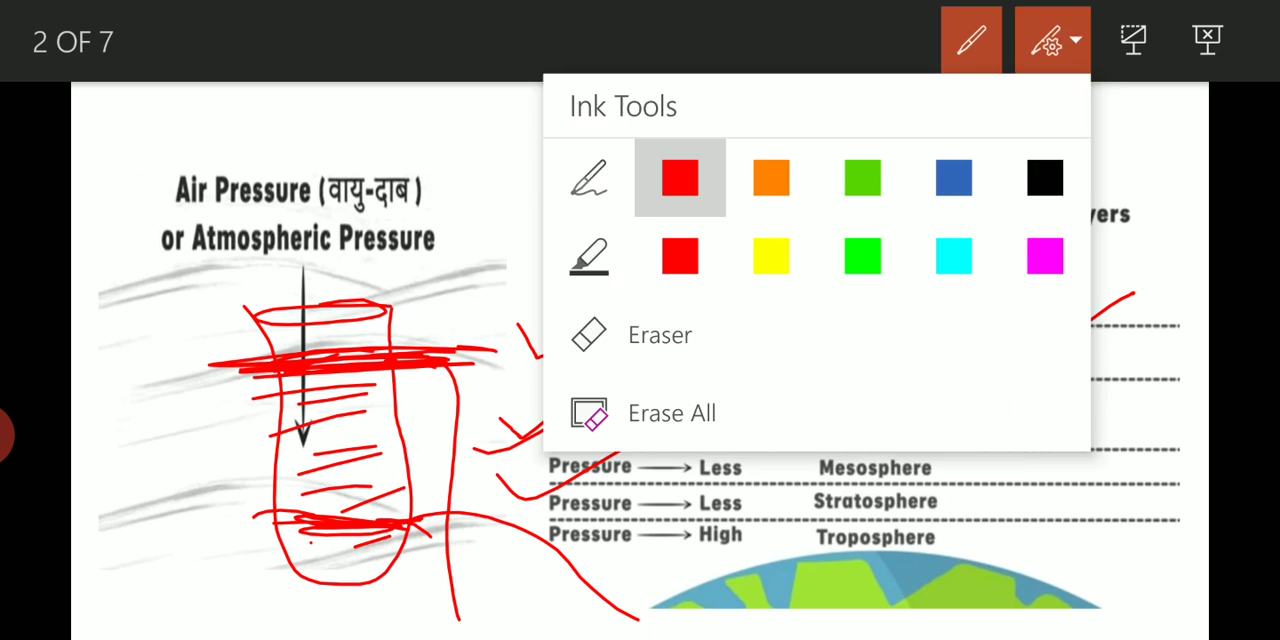 2 OF 7
Ink Tools
Air Pressure (वायु-दाब)
or Atmospheric Pressure
Eraser
Erase All
Pressure → Less Mesosphere
Pressure → Less Stratosphere
Pressure → High Troposphere